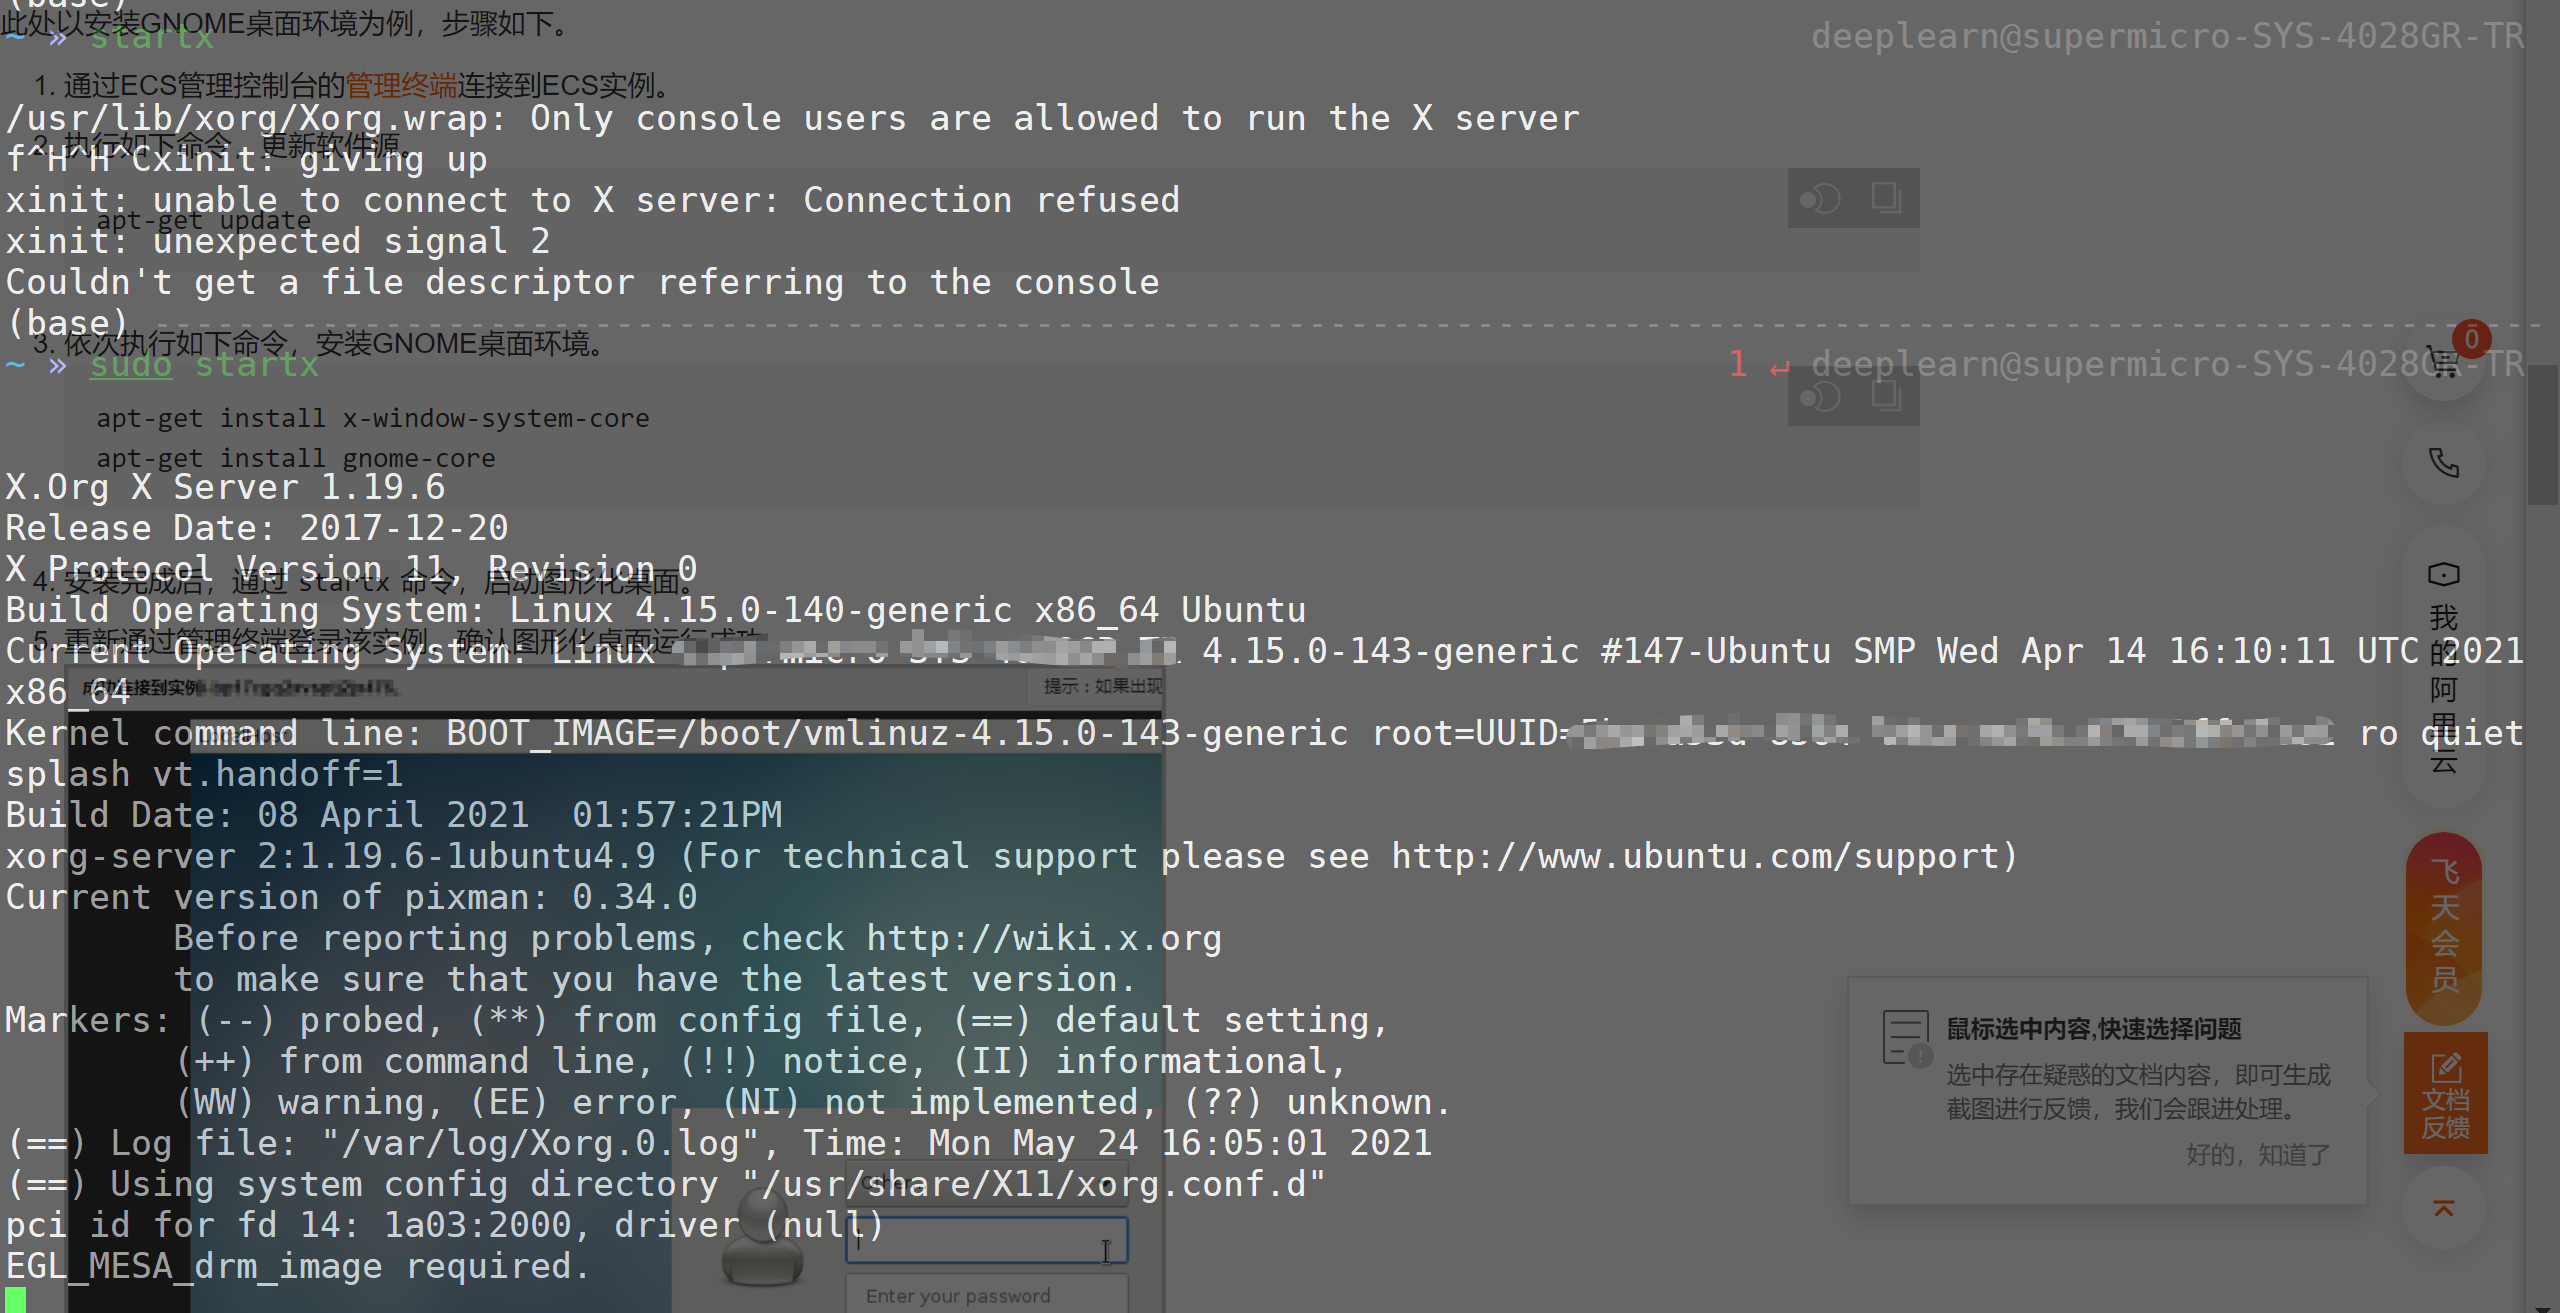 (base)
此处以安装GNOME桌面环境为例，步骤如下。
~ » startx
deeplearn@supermicro-SYS-4028GR-TR
1. 通过ECS管理控制台的管理终端连接到ECS实例。
/usr/lib/xorg/Xorg.wrap: Only console users are allowed to run the X server
2. 执行如下命令，更新软件源。
f^H^H^Cxinit: giving up
xinit: unable to connect to X server: Connection refused
apt-get update
xinit: unexpected signal 2
Couldn't get a file descriptor referring to the console
(base)
3. 依次执行如下命令，安装GNOME桌面环境。
0
~ » sudo startx
1 ↵ deeplearn@supermicro-SYS-4028GR-TR
apt-get install x-window-system-core
apt-get install gnome-core
X.Org X Server 1.19.6
Release Date: 2017-12-20
X Protocol Version 11, Revision 0
4. 安装完成后，通过 startx 命令，启动图形化桌面。
Build Operating System: Linux 4.15.0-140-generic x86_64 Ubuntu
5. 重新通过管理终端登录该实例，确认图形化桌面运行成功
Current Operating System: Linux 4.15.0-143-generic #147-Ubuntu SMP Wed Apr 14 16:10:11 UTC 2021
x86_64
成功连接到实例
提示：如果出现
Kernel command line: BOOT_IMAGE=/boot/vmlinuz-4.15.0-143-generic root=UUID= ro quiet
splash vt.handoff=1
我的阿里云
Build Date: 08 April 2021  01:57:21PM
xorg-server 2:1.19.6-1ubuntu4.9 (For technical support please see http://www.ubuntu.com/support)
Current version of pixman: 0.34.0
飞天会员
Before reporting problems, check http://wiki.x.org
to make sure that you have the latest version.
Markers: (--) probed, (**) from config file, (==) default setting,
(++) from command line, (!!) notice, (II) informational,
(WW) warning, (EE) error, (NI) not implemented, (??) unknown.
鼠标选中内容,快速选择问题
选中存在疑惑的文档内容，即可生成
截图进行反馈，我们会跟进处理。
好的，知道了
文档
反馈
(==) Log file: "/var/log/Xorg.0.log", Time: Mon May 24 16:05:01 2021
(==) Using system config directory "/usr/share/X11/xorg.conf.d"
pci id for fd 14: 1a03:2000, driver (null)
EGL_MESA_drm_image required.
Enter your password